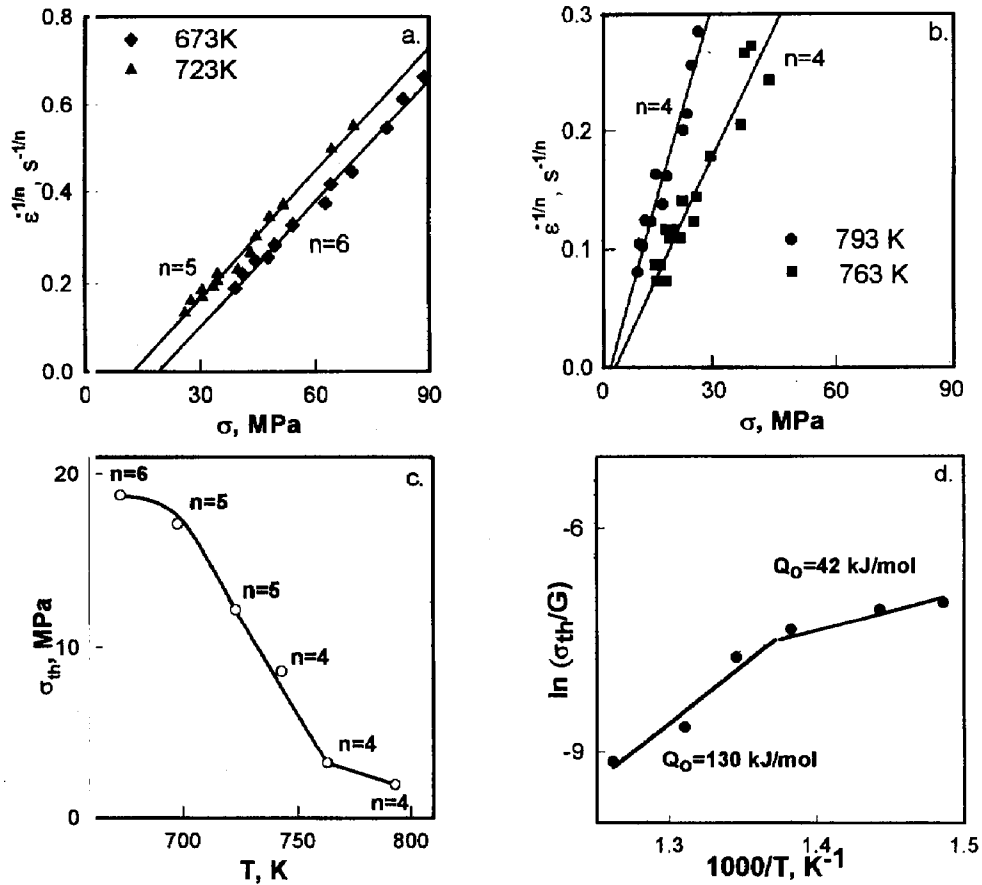 a.
◆ 673K
▲ 723K
0.8
0.6
0.4
0.2
0.0
ε̇^1/n, s^-1/n
n=5
n=6
0 30 60 90
σ, MPa
b.
n=4
n=4
0.3
0.2
0.1
0.0
ε̇^1/n, s^-1/n
● 793 K
■ 763 K
0 30 60 90
σ, MPa
c.
20
10
0
σth, MPa
n=6
n=5
n=5
n=4
n=4
n=4
700 750 800
T, K
d.
-6
-9
ln (σth/G)
Qo=42 kJ/mol
Qo=130 kJ/mol
1.3 1.4 1.5
1000/T, K^-1